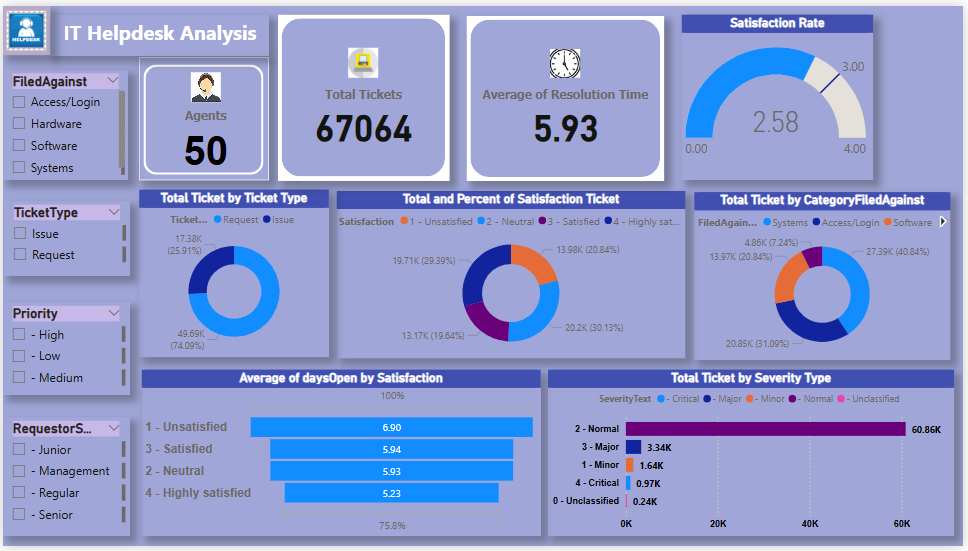 HELPDESK
IT Helpdesk Analysis
FiledAgainst
Access/Login
Hardware
Software
Systems
TicketType
Issue
Request
Priority
- High
- Low
- Medium
RequestorS...
- Junior
- Management
- Regular
- Senior
Agents
50
Total Tickets
67064
Average of Resolution Time
5.93
Satisfaction Rate
3.00
2.58
0.00
4.00
Total Ticket by Ticket Type
Ticket... Request Issue
17.38K
(25.91%)
49.69K
(74.09%)
Total and Percent of Satisfaction Ticket
Satisfaction 1 - Unsatisfied 2 - Neutral 3 - Satisfied 4 - Highly sat...
19.71K (29.39%)
13.98K (20.84%)
13.17K (19.64%)
20.2K (30.13%)
Total Ticket by CategoryFiledAgainst
FiledAgain... Systems Access/Login Software
4.86K (7.24%)
13.97K (20.84%)
27.39K (40.84%)
20.85K (31.09%)
Average of daysOpen by Satisfaction
100%
1 - Unsatisfied 6.90
3 - Satisfied 5.94
2 - Neutral 5.93
4 - Highly satisfied 5.23
75.8%
Total Ticket by Severity Type
SeverityText - Critical - Major - Minor - Normal - Unclassified
2 - Normal 60.86K
3 - Major 3.34K
1 - Minor 1.64K
4 - Critical 0.97K
0 - Unclassified 0.24K
0K 20K 40K 60K